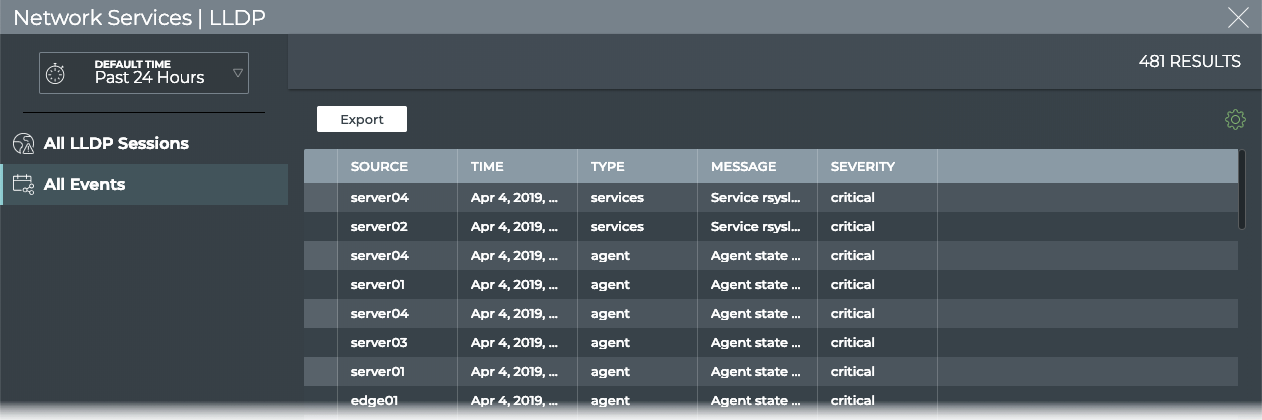 Network Services | LLDP
DEFAULT TIME
Past 24 Hours
481 RESULTS
All LLDP Sessions
All Events
Export
SOURCE TIME TYPE MESSAGE SEVERITY
server04 Apr 4, 2019, ... services Service rsysl... critical
server02 Apr 4, 2019, ... services Service rsysl... critical
server04 Apr 4, 2019, ... agent Agent state ... critical
server01 Apr 4, 2019, ... agent Agent state ... critical
server04 Apr 4, 2019, ... agent Agent state ... critical
server03 Apr 4, 2019, ... agent Agent state ... critical
server01 Apr 4, 2019, ... agent Agent state ... critical
edge01 Apr 4, 2019, ... agent Agent state ... critical